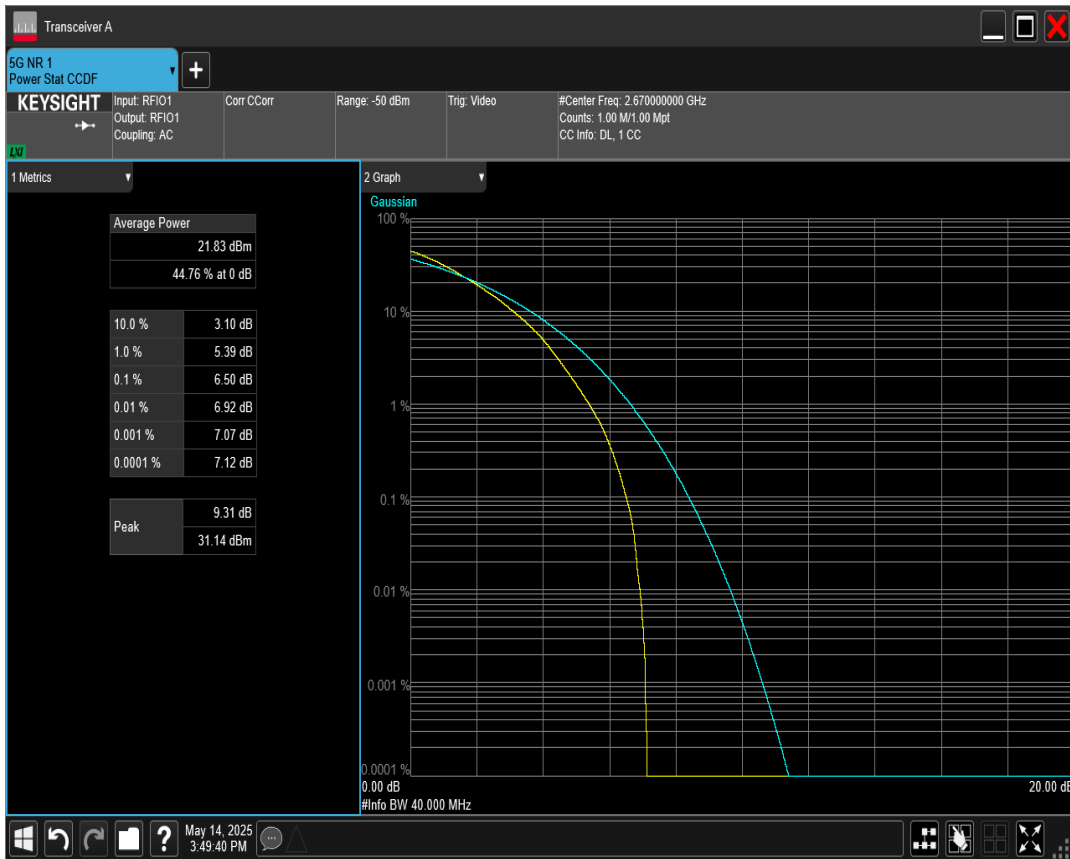 Transceiver A
5G NR 1
Power Stat CCDF
KEYSIGHT
LXI
Input: RFIO1
Output: RFIO1
Coupling: AC
Corr CCorr
Range: -50 dBm
Trig: Video
#Center Freq: 2.670000000 GHz
Counts: 1.00 M/1.00 Mpt
CC Info: DL, 1 CC
1 Metrics
Average Power
21.83 dBm
44.76 % at 0 dB
10.0 % 3.10 dB
1.0 % 5.39 dB
0.1 % 6.50 dB
0.01 % 6.92 dB
0.001 % 7.07 dB
0.0001 % 7.12 dB
Peak
9.31 dB
31.14 dBm
2 Graph
Gaussian
100 %
10 %
1 %
0.1 %
0.01 %
0.001 %
0.0001 %
0.00 dB 20.00 dB
#Info BW 40.000 MHz
May 14, 2025
3:49:40 PM